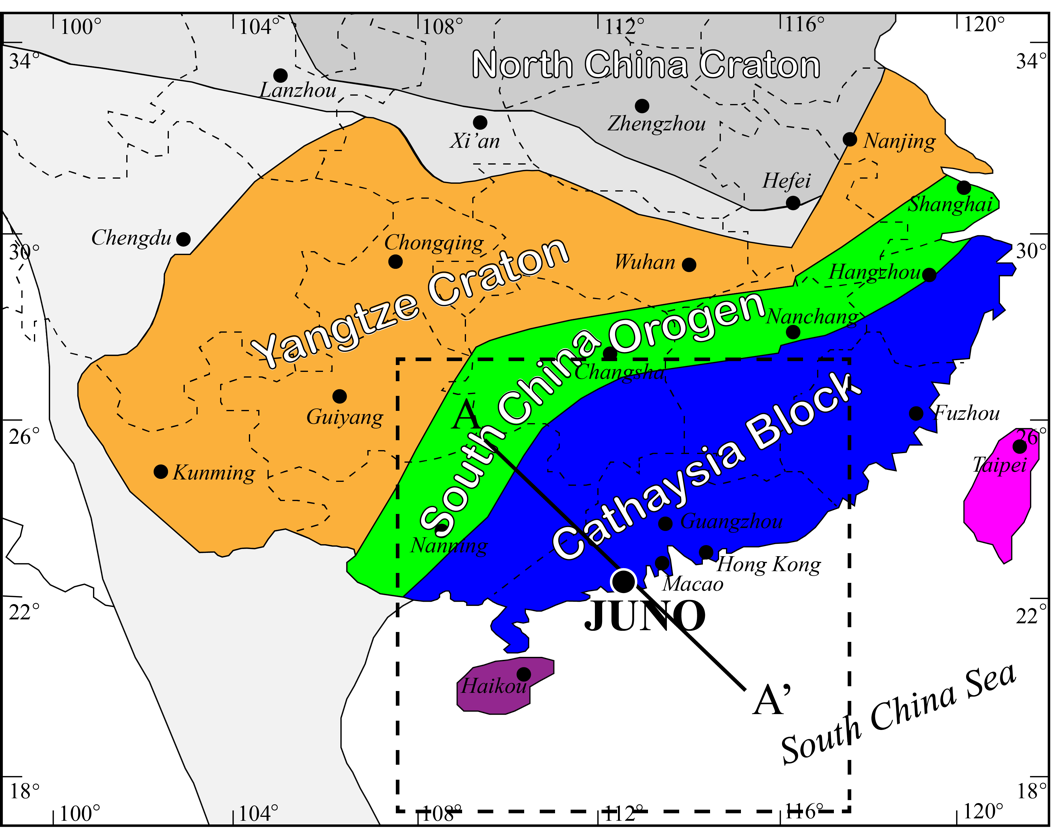 100° 104° 108° 112° 116° 120°
34° 34°
North China Craton
Lanzhou
Zhengzhou
Xi'an
Nanjing
Hefei
Shanghai
Chengdu
30° 30°
Chongqing
Wuhan
Hangzhou
Yangtze Craton
Nanchang
South China Orogen
Changsha
Cathaysia Block
A
Guiyang
Fuzhou
26° 26°
Taipei
Kunming
Guangzhou
Nanning
Hong Kong
Macao
22° 22°
JUNO
Haikou
A'
South China Sea
18° 18°
100° 104° 108° 112° 116° 120°